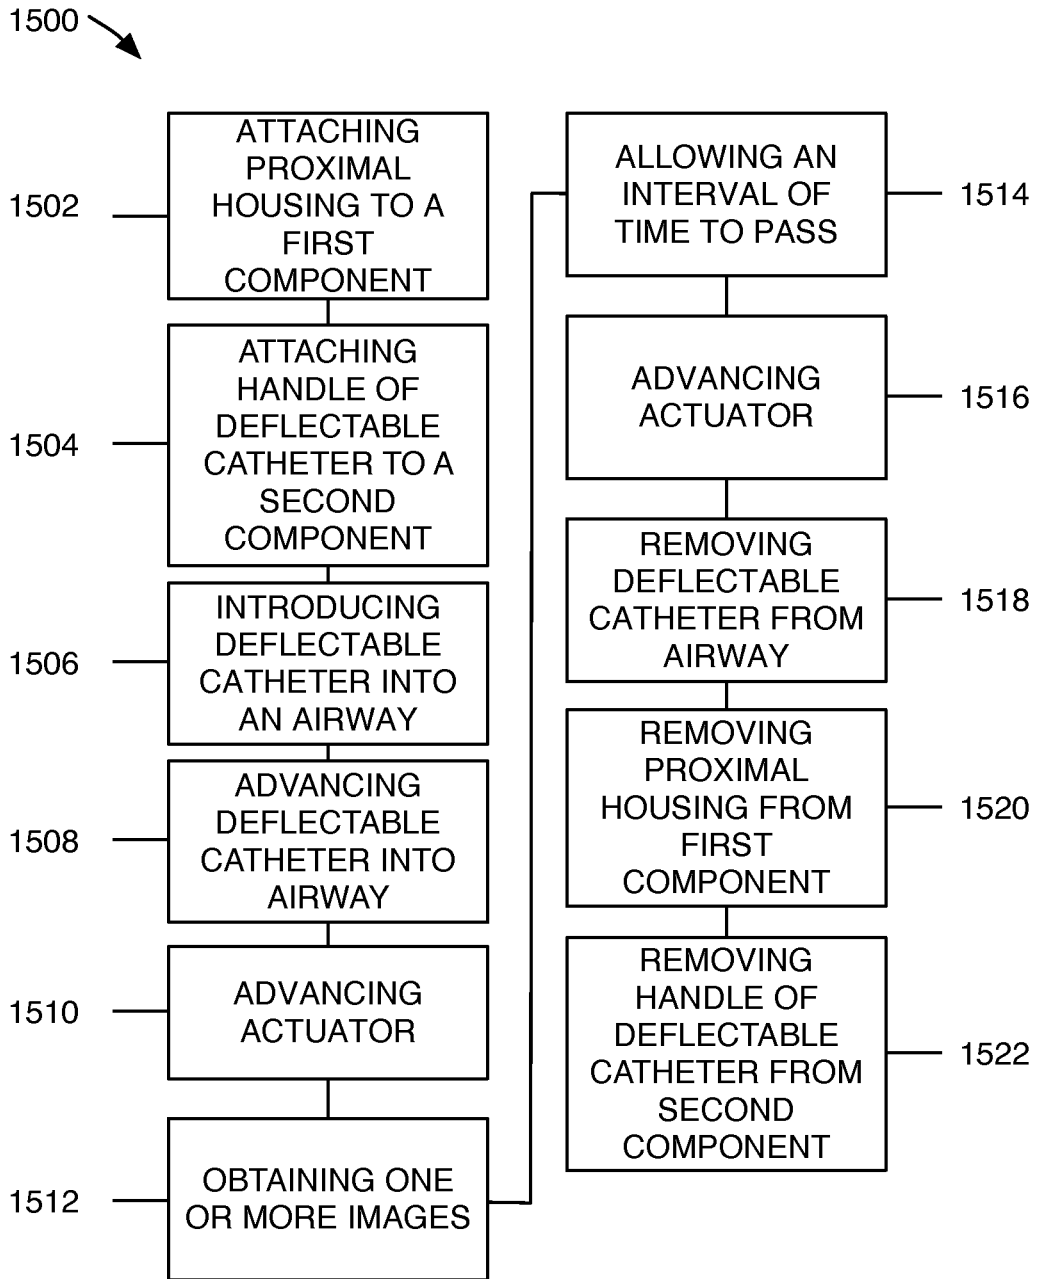 1500
1502
ATTACHING
PROXIMAL
HOUSING TO A
FIRST
COMPONENT
1504
ATTACHING
HANDLE OF
DEFLECTABLE
CATHETER TO A
SECOND
COMPONENT
1506
INTRODUCING
DEFLECTABLE
CATHETER INTO
AN AIRWAY
1508
ADVANCING
DEFLECTABLE
CATHETER INTO
AIRWAY
1510
ADVANCING
ACTUATOR
1512
OBTAINING ONE
OR MORE IMAGES
ALLOWING AN
INTERVAL OF
TIME TO PASS
1514
ADVANCING
ACTUATOR
1516
REMOVING
DEFLECTABLE
CATHETER FROM
AIRWAY
1518
REMOVING
PROXIMAL
HOUSING FROM
FIRST
COMPONENT
1520
REMOVING
HANDLE OF
DEFLECTABLE
CATHETER FROM
SECOND
COMPONENT
1522